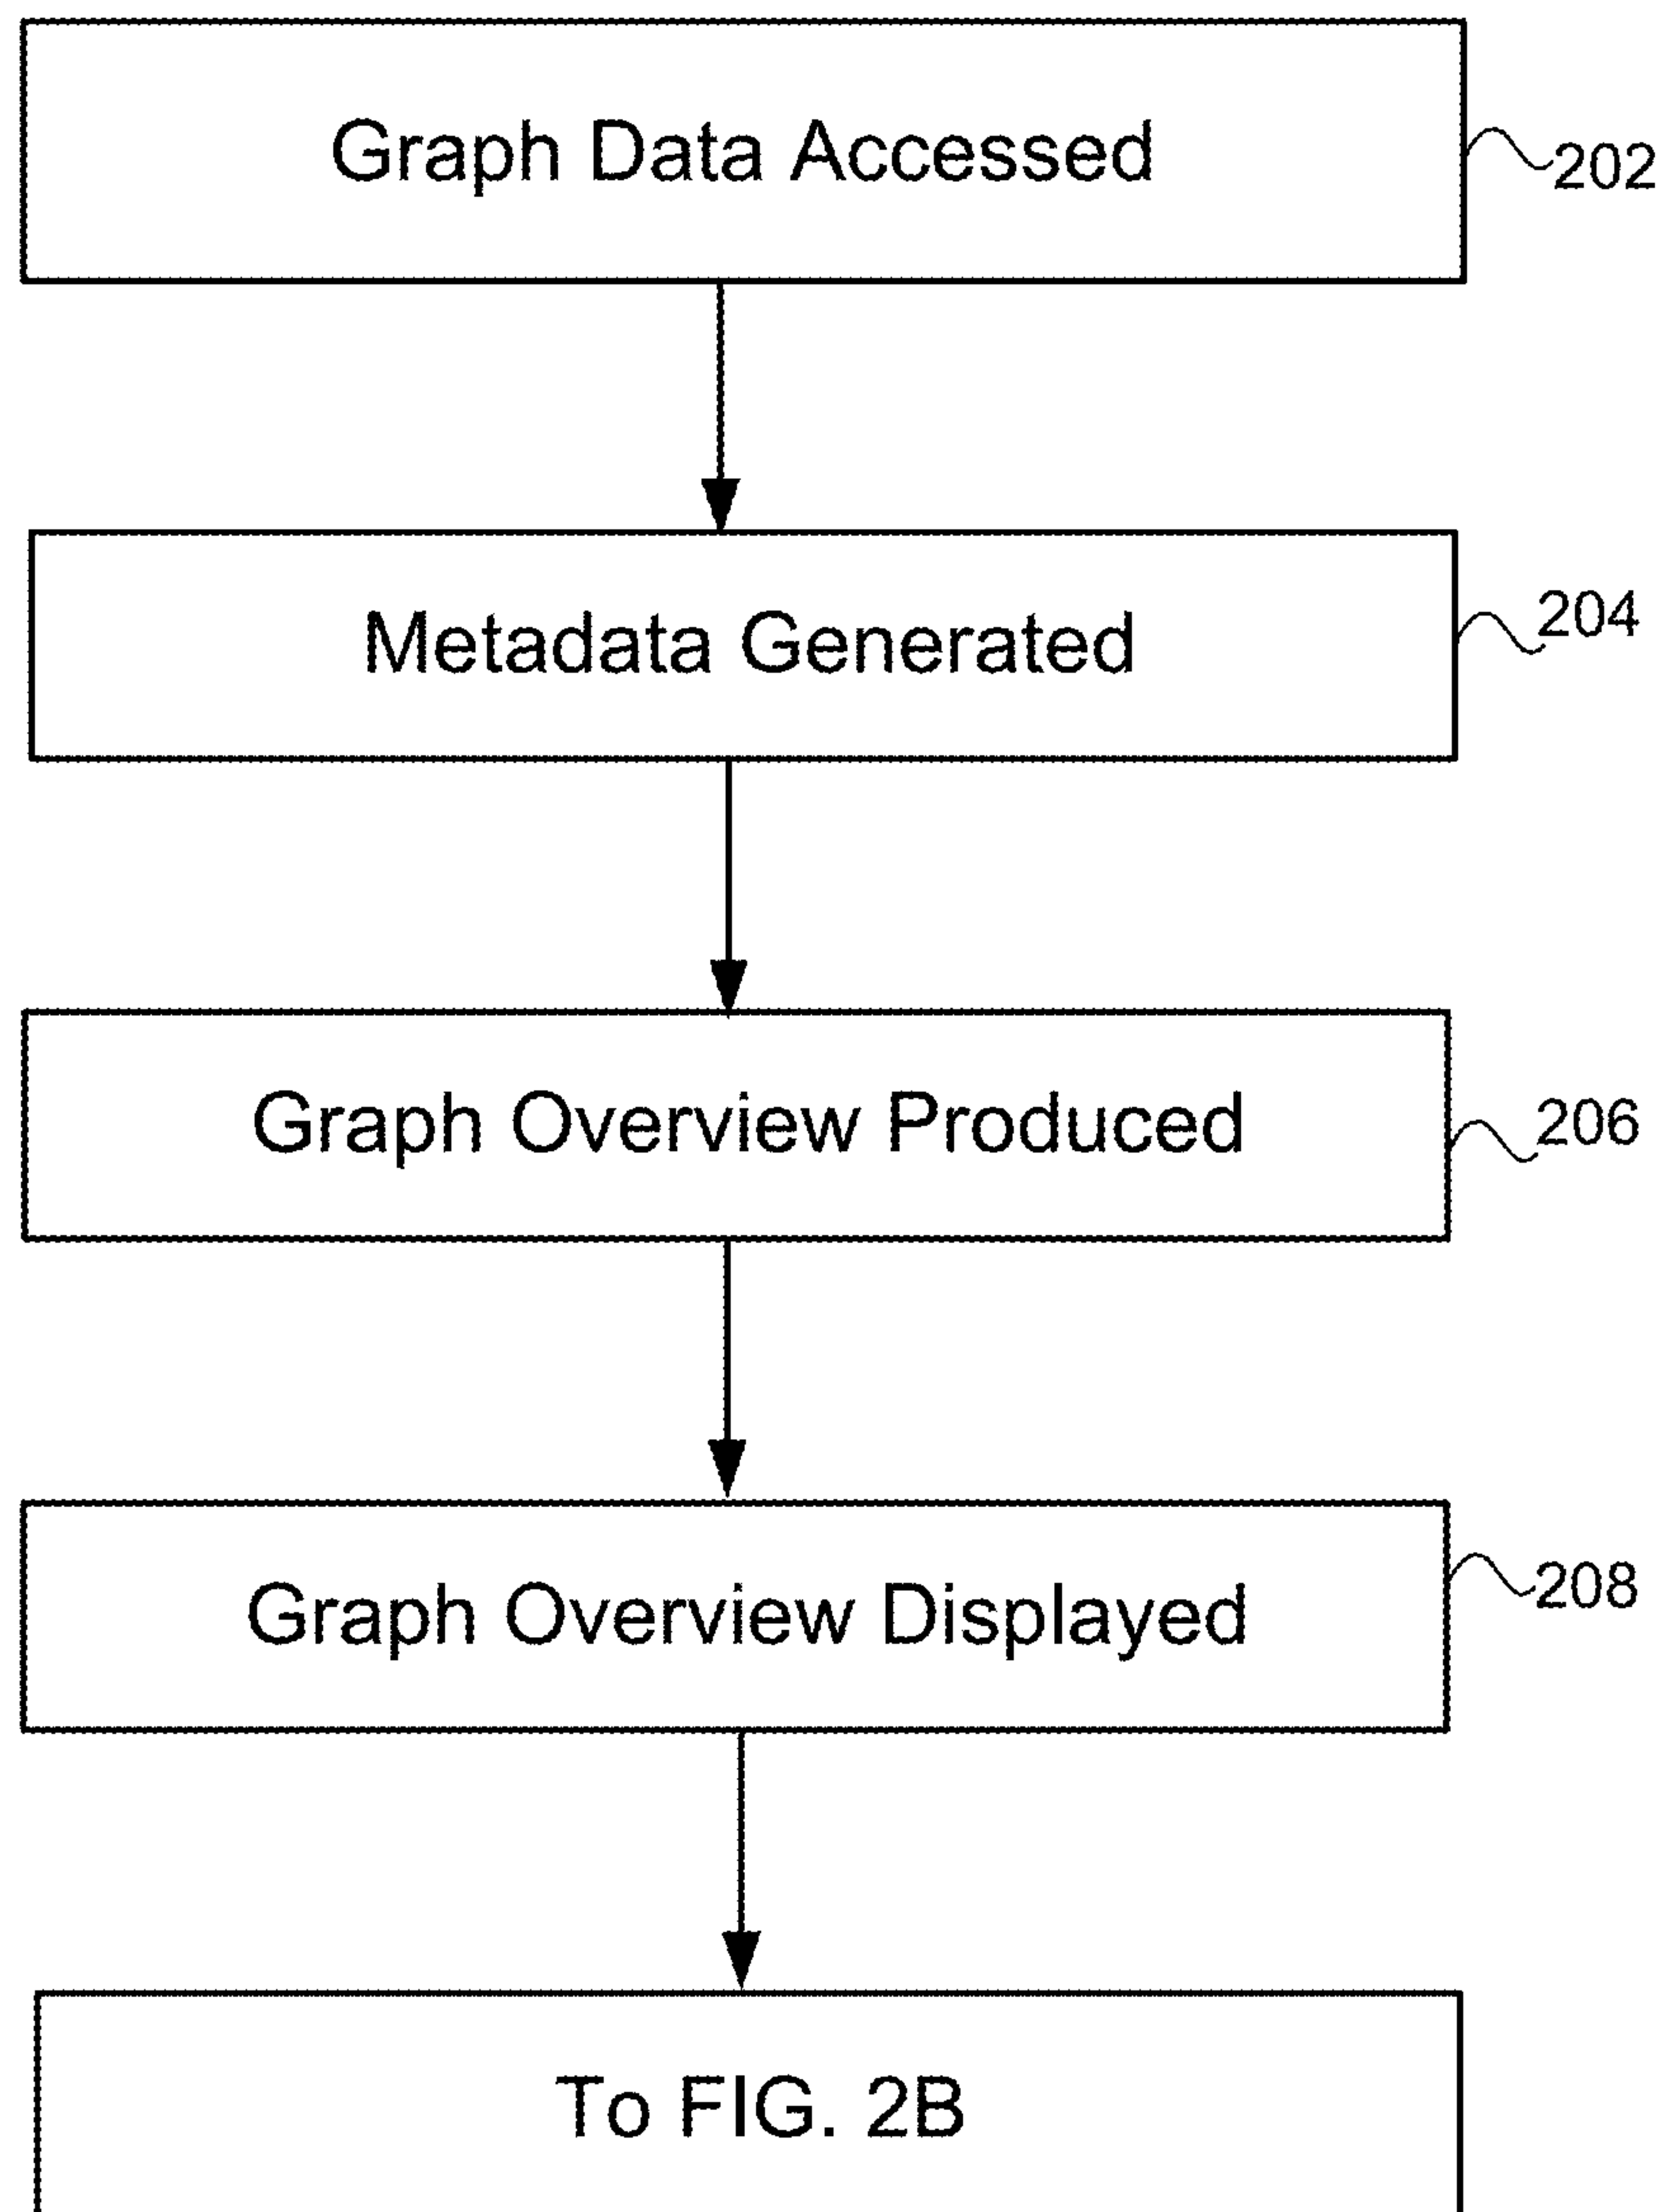 Graph Data Accessed
202
Metadata Generated
204
Graph Overview Produced
206
Graph Overview Displayed
208
To FIG. 2B